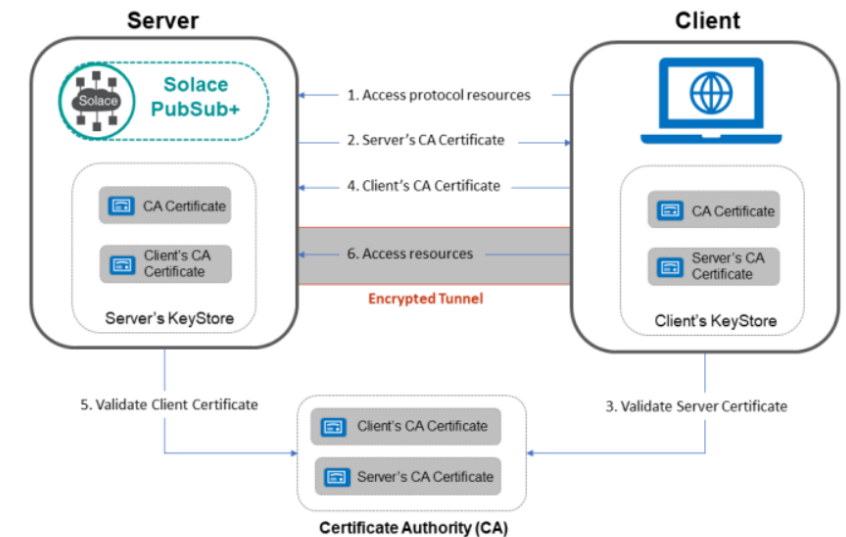 Server
Client
Solace
Solace
PubSub+
1. Access protocol resources
2. Server's CA Certificate
4. Client's CA Certificate
6. Access resources
Encrypted Tunnel
CA Certificate
Client's CA
Certificate
Server's KeyStore
CA Certificate
Server's CA
Certificate
Client's KeyStore
5. Validate Client Certificate
3. Validate Server Certificate
Client's CA Certificate
Server's CA Certificate
Certificate Authority (CA)